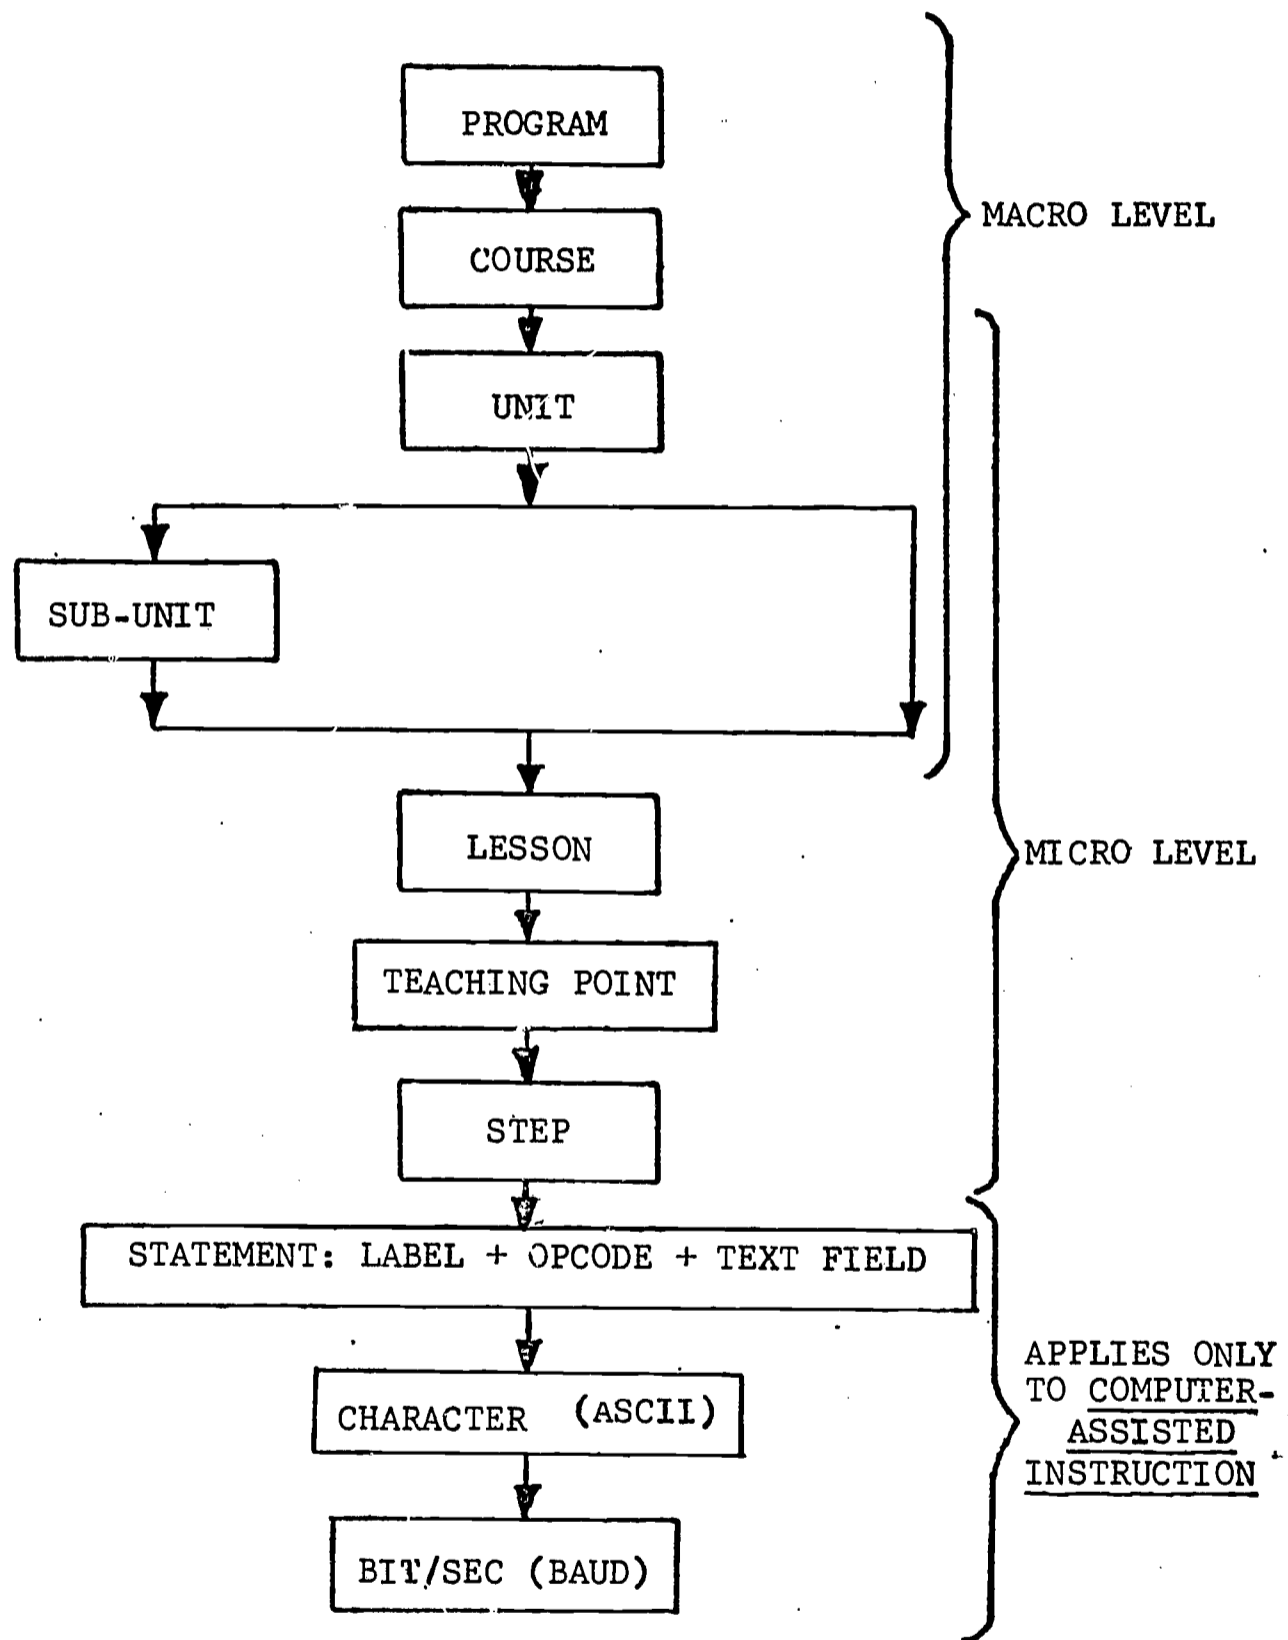 PROGRAM
MACRO LEVEL
COURSE
UNIT
SUB-UNIT
LESSON
MICRO LEVEL
TEACHING POINT
STEP
STATEMENT: LABEL + OPCODE + TEXT FIELD
APPLIES ONLY
TO COMPUTER-
ASSISTED
INSTRUCTION
CHARACTER (ASCII)
BIT/SEC (BAUD)